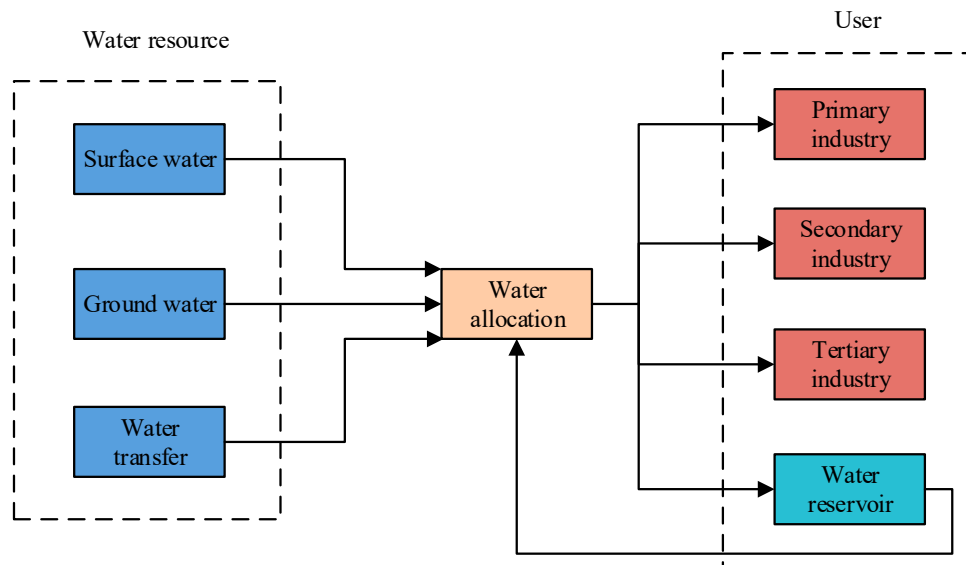 User
Water resource
Primary
industry
Surface water
Secondary
industry
Ground water
Water
allocation
Tertiary
industry
Water
transfer
Water
reservoir